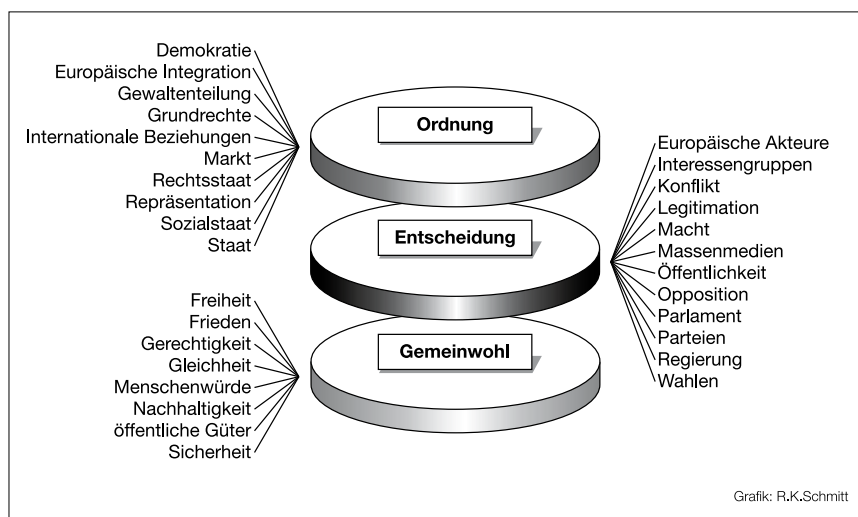 Demokratie
Europäische Integration
Gewaltenteilung
Grundrechte
Internationale Beziehungen
Markt
Rechtsstaat
Repräsentation
Sozialstaat
Staat
Ordnung
Entscheidung
Europäische Akteure
Interessengruppen
Konflikt
Legitimation
Macht
Massenmedien
Öffentlichkeit
Opposition
Parlament
Parteien
Regierung
Wahlen
Freiheit
Frieden
Gerechtigkeit
Gleichheit
Menschenwürde
Nachhaltigkeit
öffentliche Güter
Sicherheit
Gemeinwohl
Grafik: R.K.Schmitt